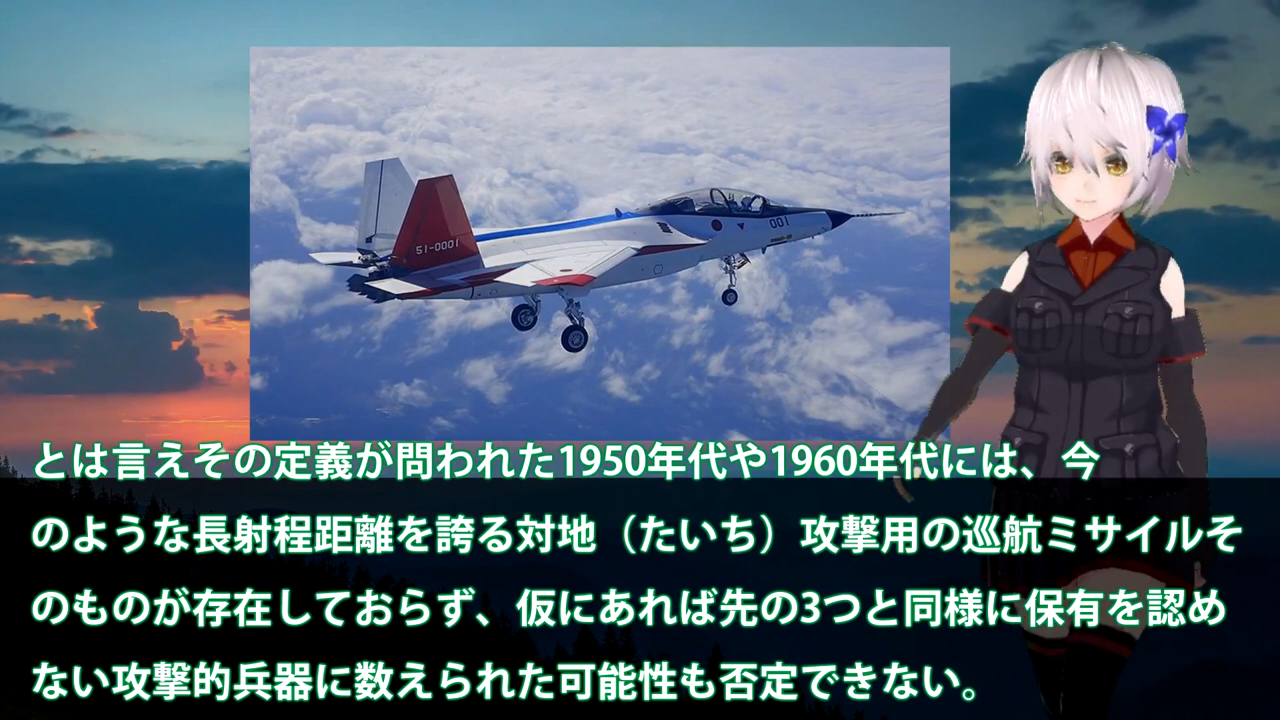 001
51-0001
とは言えその定義が問われた1950年代や1960年代には、今
のような長射程距離を誇る対地（たいち）攻撃用の巡航ミサイルそ
のものが存在しておらず、仮にあれば先の3つと同様に保有を認め
ない攻撃的兵器に数えられた可能性も否定できない。